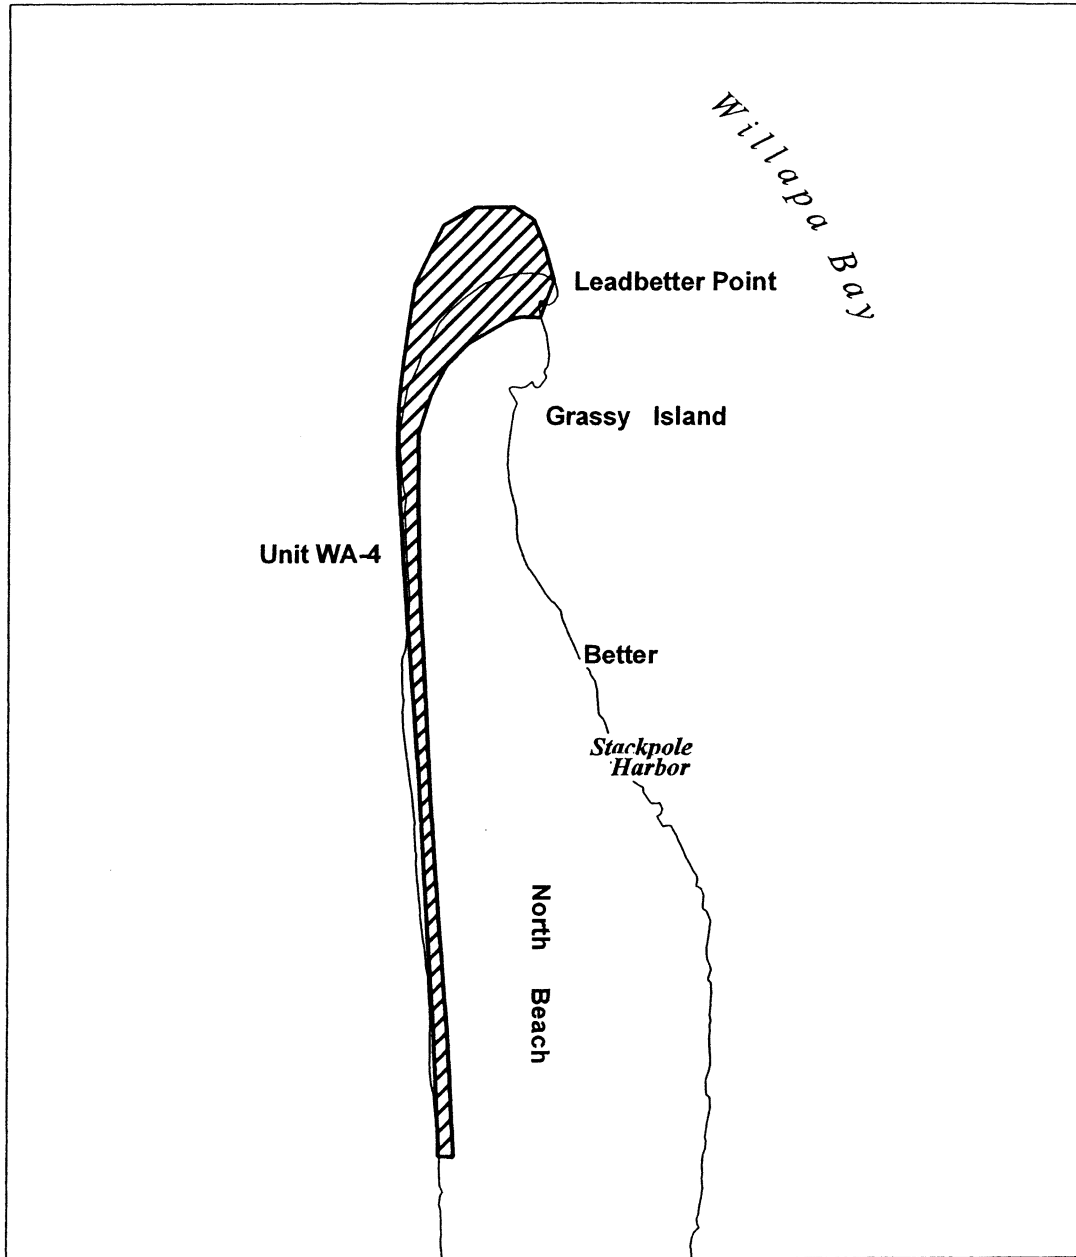 Willapa Bay
Leadbetter Point
Grassy Island
Unit WA-4
Better
Stackpole
Harbor
North Beach